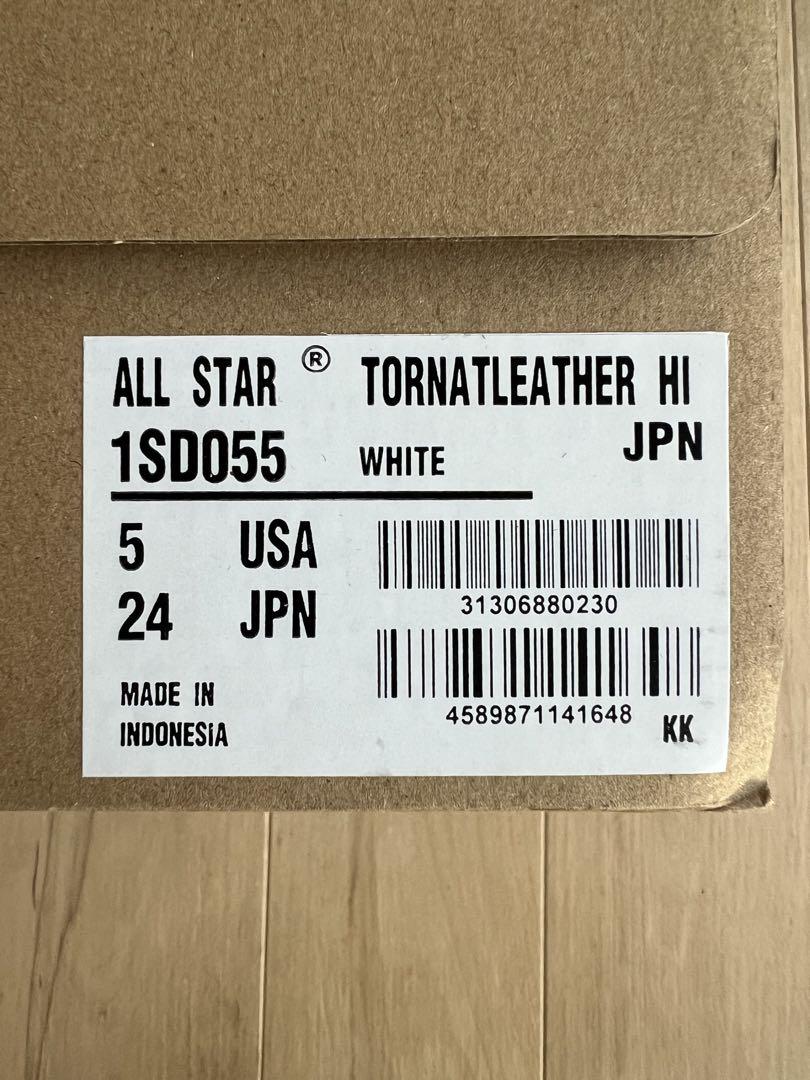 ALL STAR ® TORNATLEATHER HI
1SD055 WHITE JPN
5 USA
24 JPN
31306880230
4589871141648
MADE IN
INDONESiA
KK